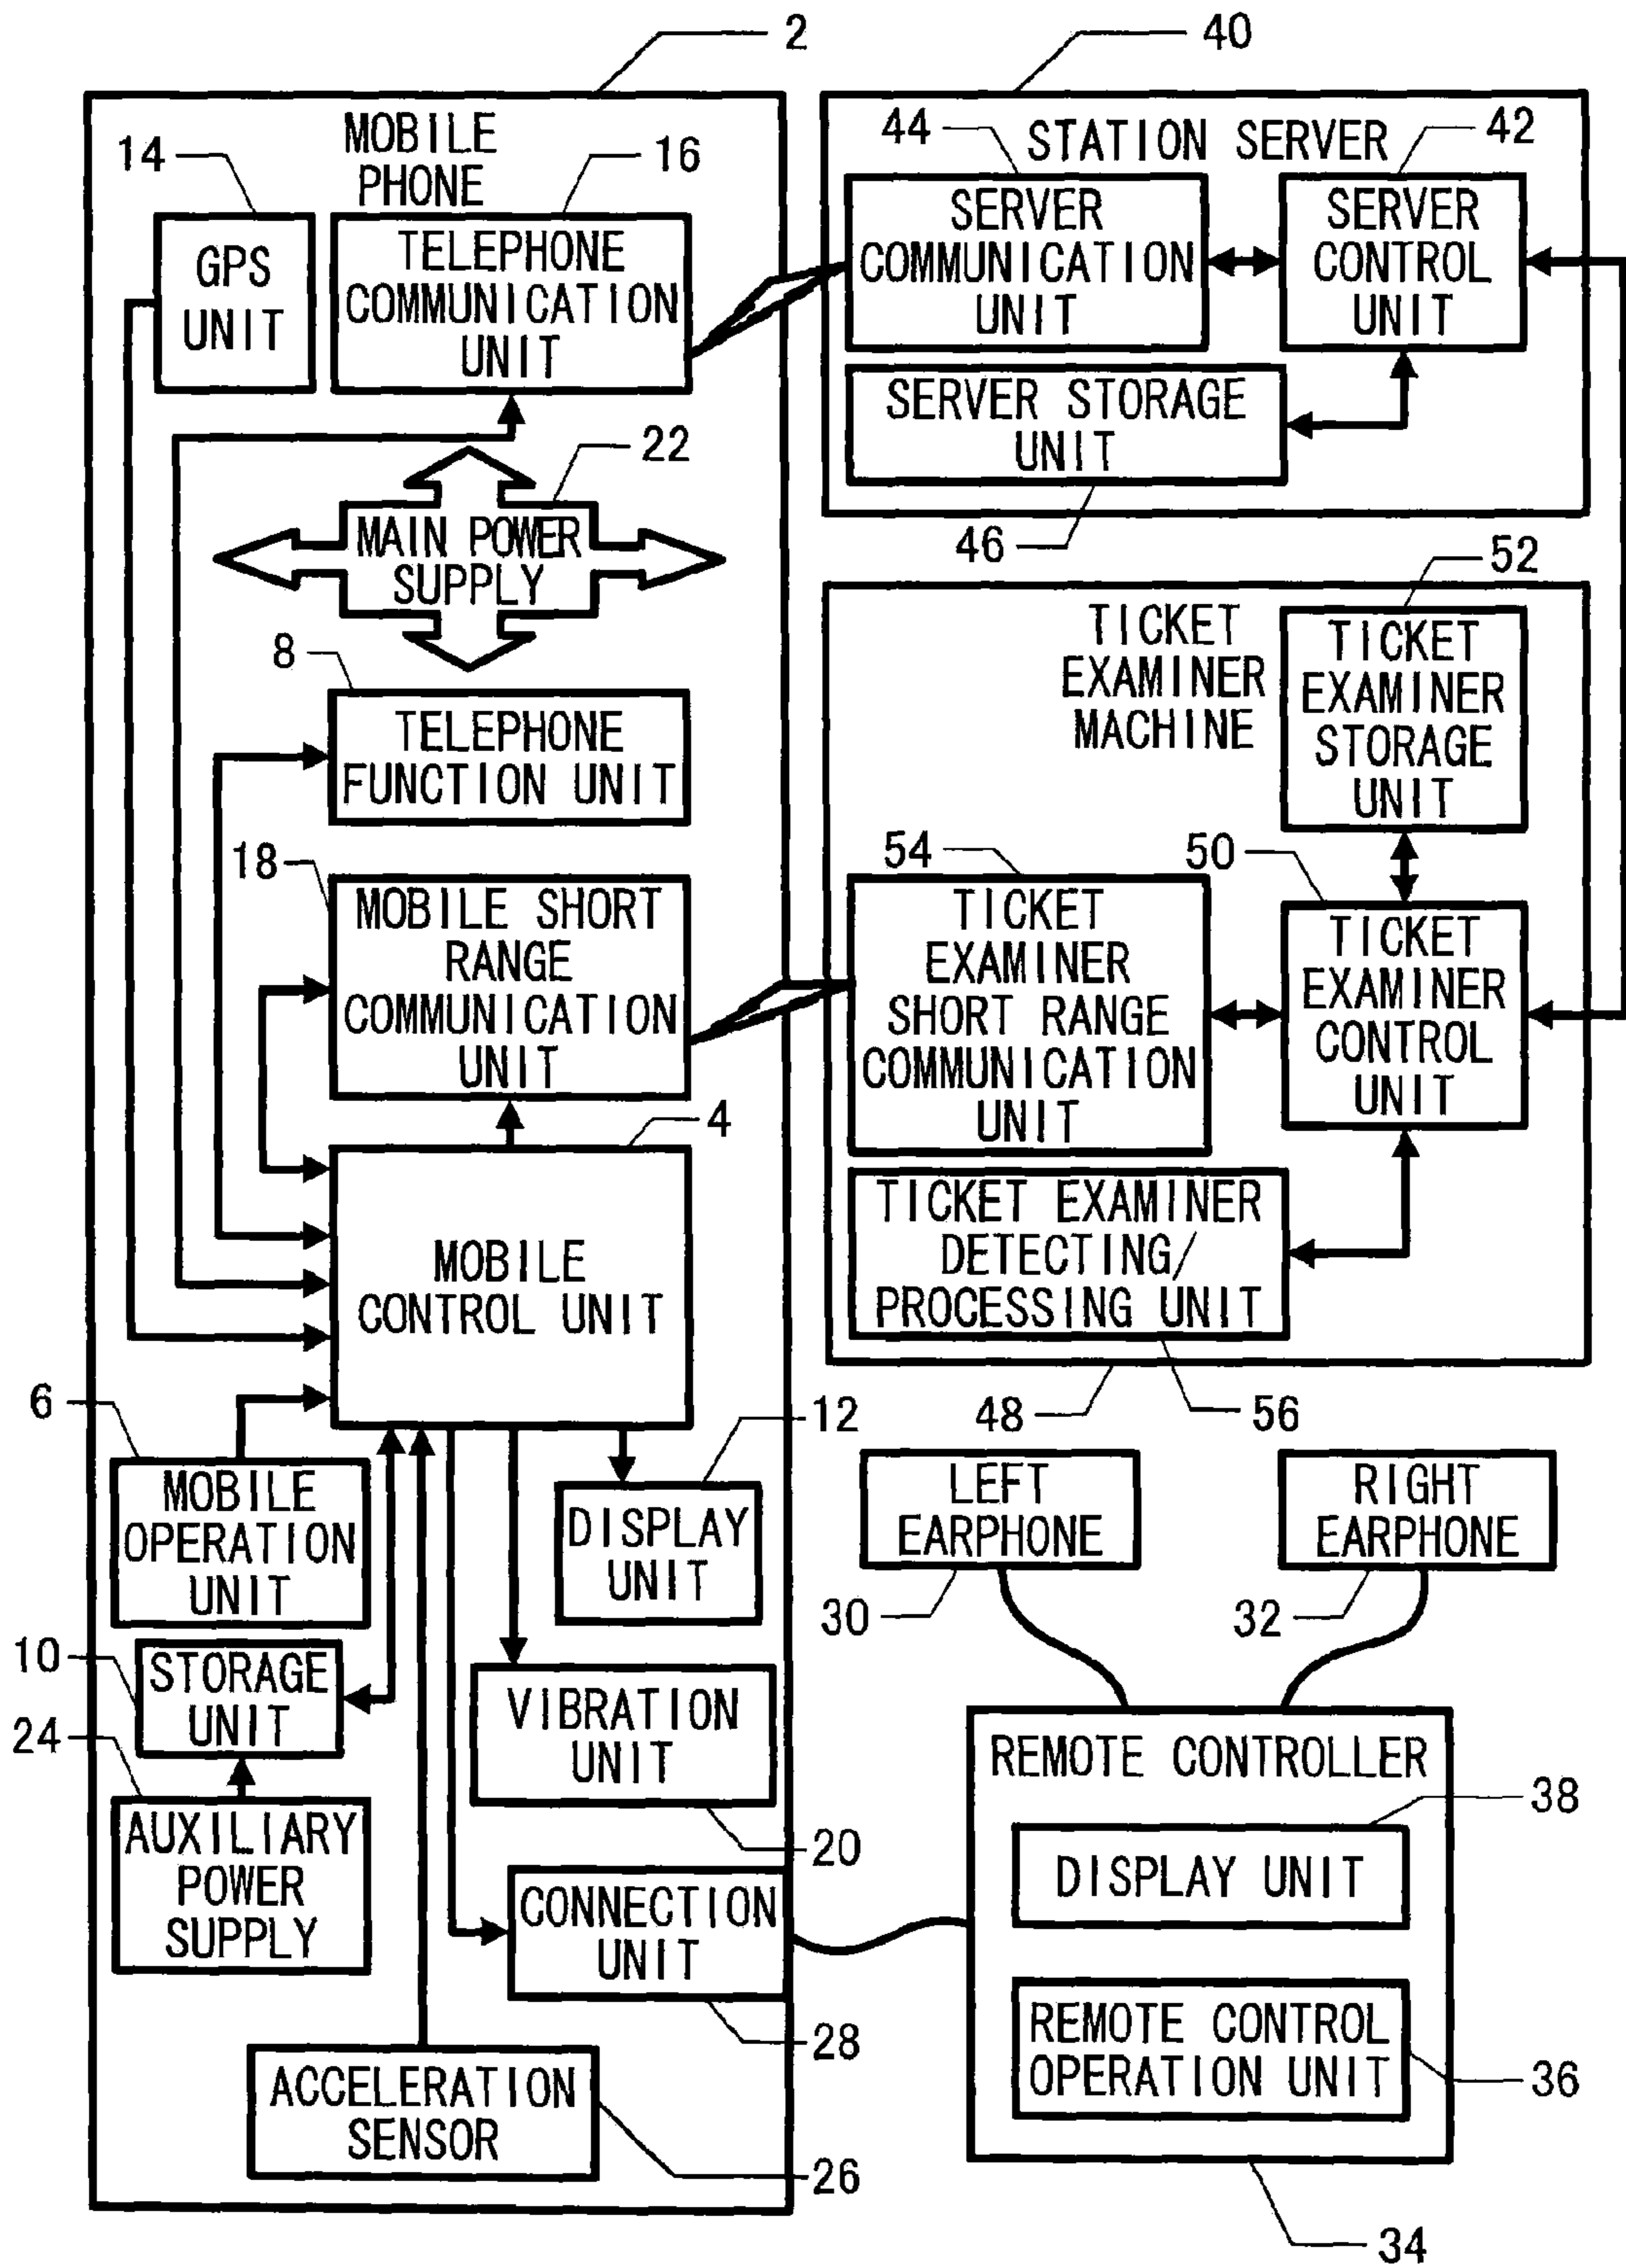 2
MOBILE
PHONE
14
16
GPS
UNIT
TELEPHONE
COMMUNICATION
UNIT
22
MAIN POWER
SUPPLY
8
TELEPHONE
FUNCTION UNIT
18
MOBILE SHORT
RANGE
COMMUNICATION
UNIT
4
MOBILE
CONTROL UNIT
6
MOBILE
OPERATION
UNIT
12
DISPLAY
UNIT
10
STORAGE
UNIT
24
AUXILIARY
POWER
SUPPLY
VIBRATION
UNIT
20
CONNECTION
UNIT
28
ACCELERATION
SENSOR
26
40
STATION SERVER
44
42
SERVER
COMMUNICATION
UNIT
SERVER
CONTROL
UNIT
SERVER STORAGE
UNIT
46
TICKET
EXAMINER
MACHINE
52
TICKET
EXAMINER
STORAGE
UNIT
54
50
TICKET
EXAMINER
SHORT RANGE
COMMUNICATION
UNIT
TICKET
EXAMINER
CONTROL
UNIT
TICKET EXAMINER
DETECTING/
PROCESSING UNIT
48
56
LEFT
EARPHONE
RIGHT
EARPHONE
30
32
REMOTE CONTROLLER
38
DISPLAY UNIT
REMOTE CONTROL
OPERATION UNIT
36
34